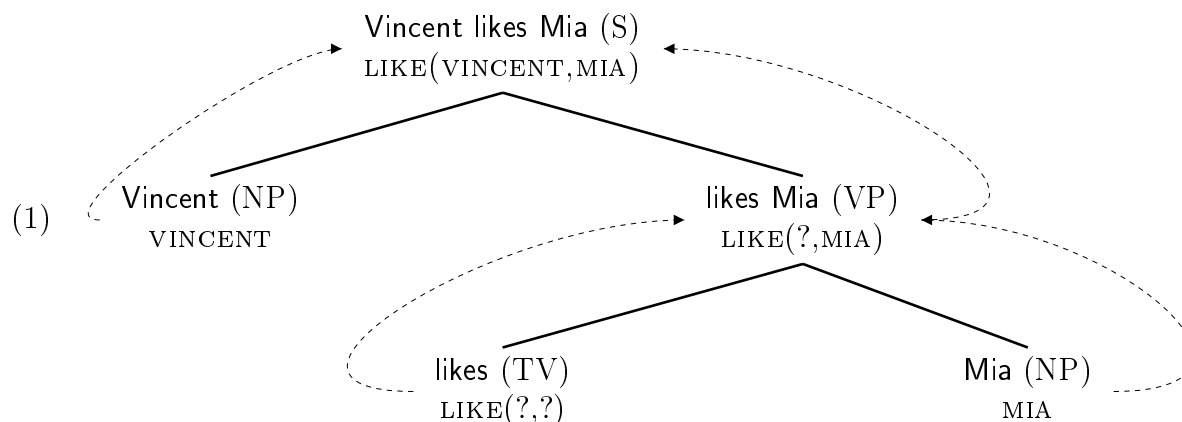 Vincent likes Mia (S)
LIKE(VINCENT,MIA)
(1)
Vincent (NP)
VINCENT
likes Mia (VP)
LIKE(?,MIA)
likes (TV)
LIKE(?,?)
Mia (NP)
MIA